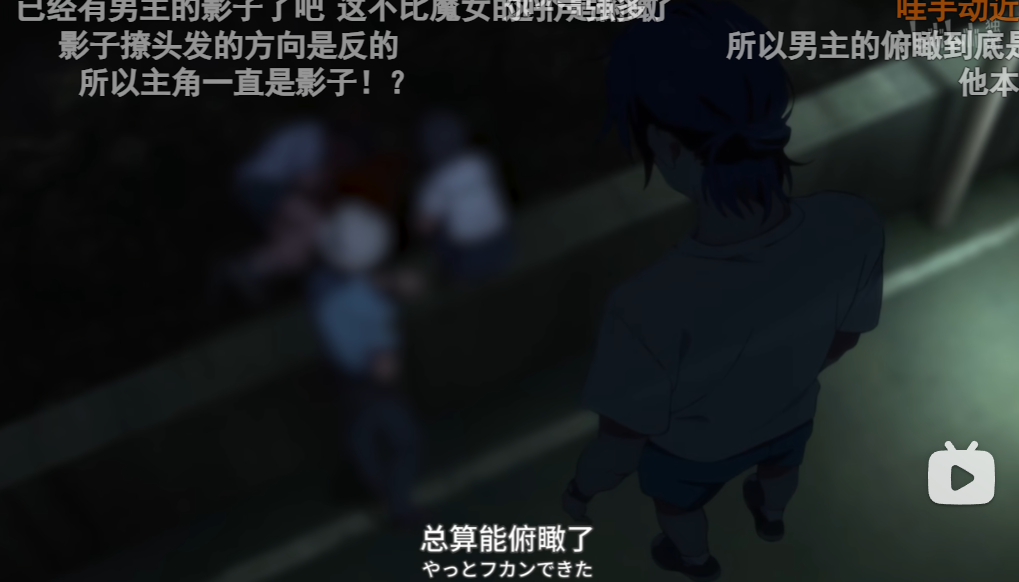 已经有男主的影子了吧 这不比魔女的
哇手动近
影子撩头发的方向是反的
所以男主的俯瞰到底是
所以主角一直是影子！？
他本
总算能俯瞰了
やっとフカンできた